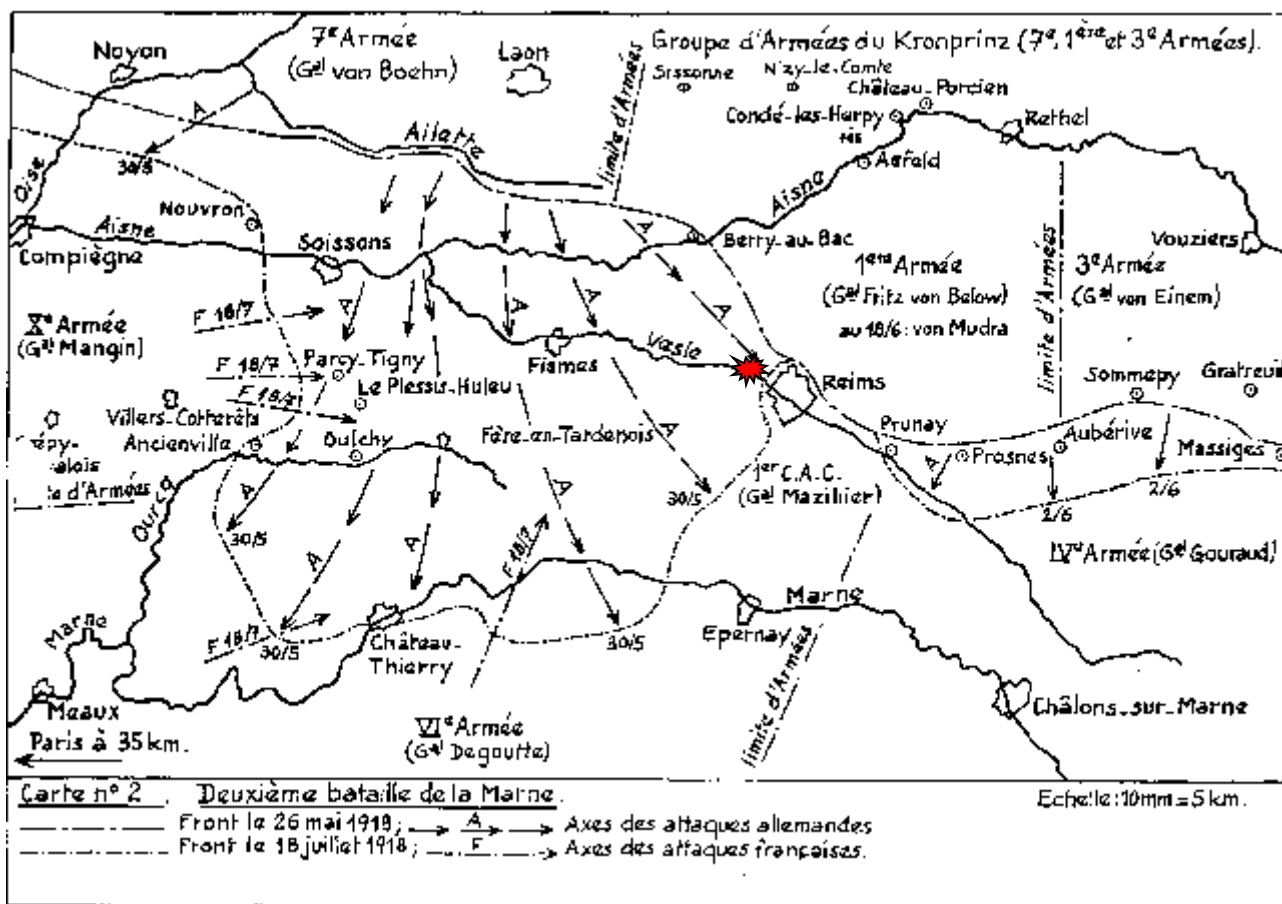 Noyon
7e Armée
(Gal von Boehn)
Laon
Groupe d'Armées du Kronprinz (7e, 1ère et 3e Armées).
Sissonne
Nizy-le-Comte
Château-Porcien
Condé-les-Herpy
Rethel
Asfeld
limite d'Armées
Ailette
A
30/5
Oise
Nouvron
Aisne
Aisne
Compiègne
Soissons
A
Berry-au-Bac
Vouziers
1ère Armée
(Gal Fritz von Below)
au 18/6: von Mudra
limite d'Armées
3e Armée
(Gal von Einem)
Xe Armée
(Gal Mangin)
F 18/7
A
A
A
A
F 18/7
Parcy-Tigny
Le Plessis-Huleu
F 18/7
Fismes
Vesle
Reims
Sommepy
Gratreuil
Villers-Cotterêts
Ancienville
Oulchy
Fère-en-Tardenois
A
Prunay
Prosnes
Aubérive
Massiges
A
d'Armées
Ourcq
A
30/5
1er C.A.C.
(Gal Mazillier)
30/5
2/6
2/6
IVe Armée (Gal Gouraud)
A
A
A
F 18/7
Marne
Marne
F 18/7
30/5
Château-
Thierry
30/5
Epernay
limite d'Armées
Meaux
Châlons-sur-Marne
Paris à 35 km.
VIe Armée
(Gal Degoutte)
Carte n° 2. Deuxième bataille de la Marne.
Echelle: 10mm = 5 km.
Front le 26 mai 1918; A Axes des attaques allemandes
Front le 18 juillet 1918; F Axes des attaques françaises.